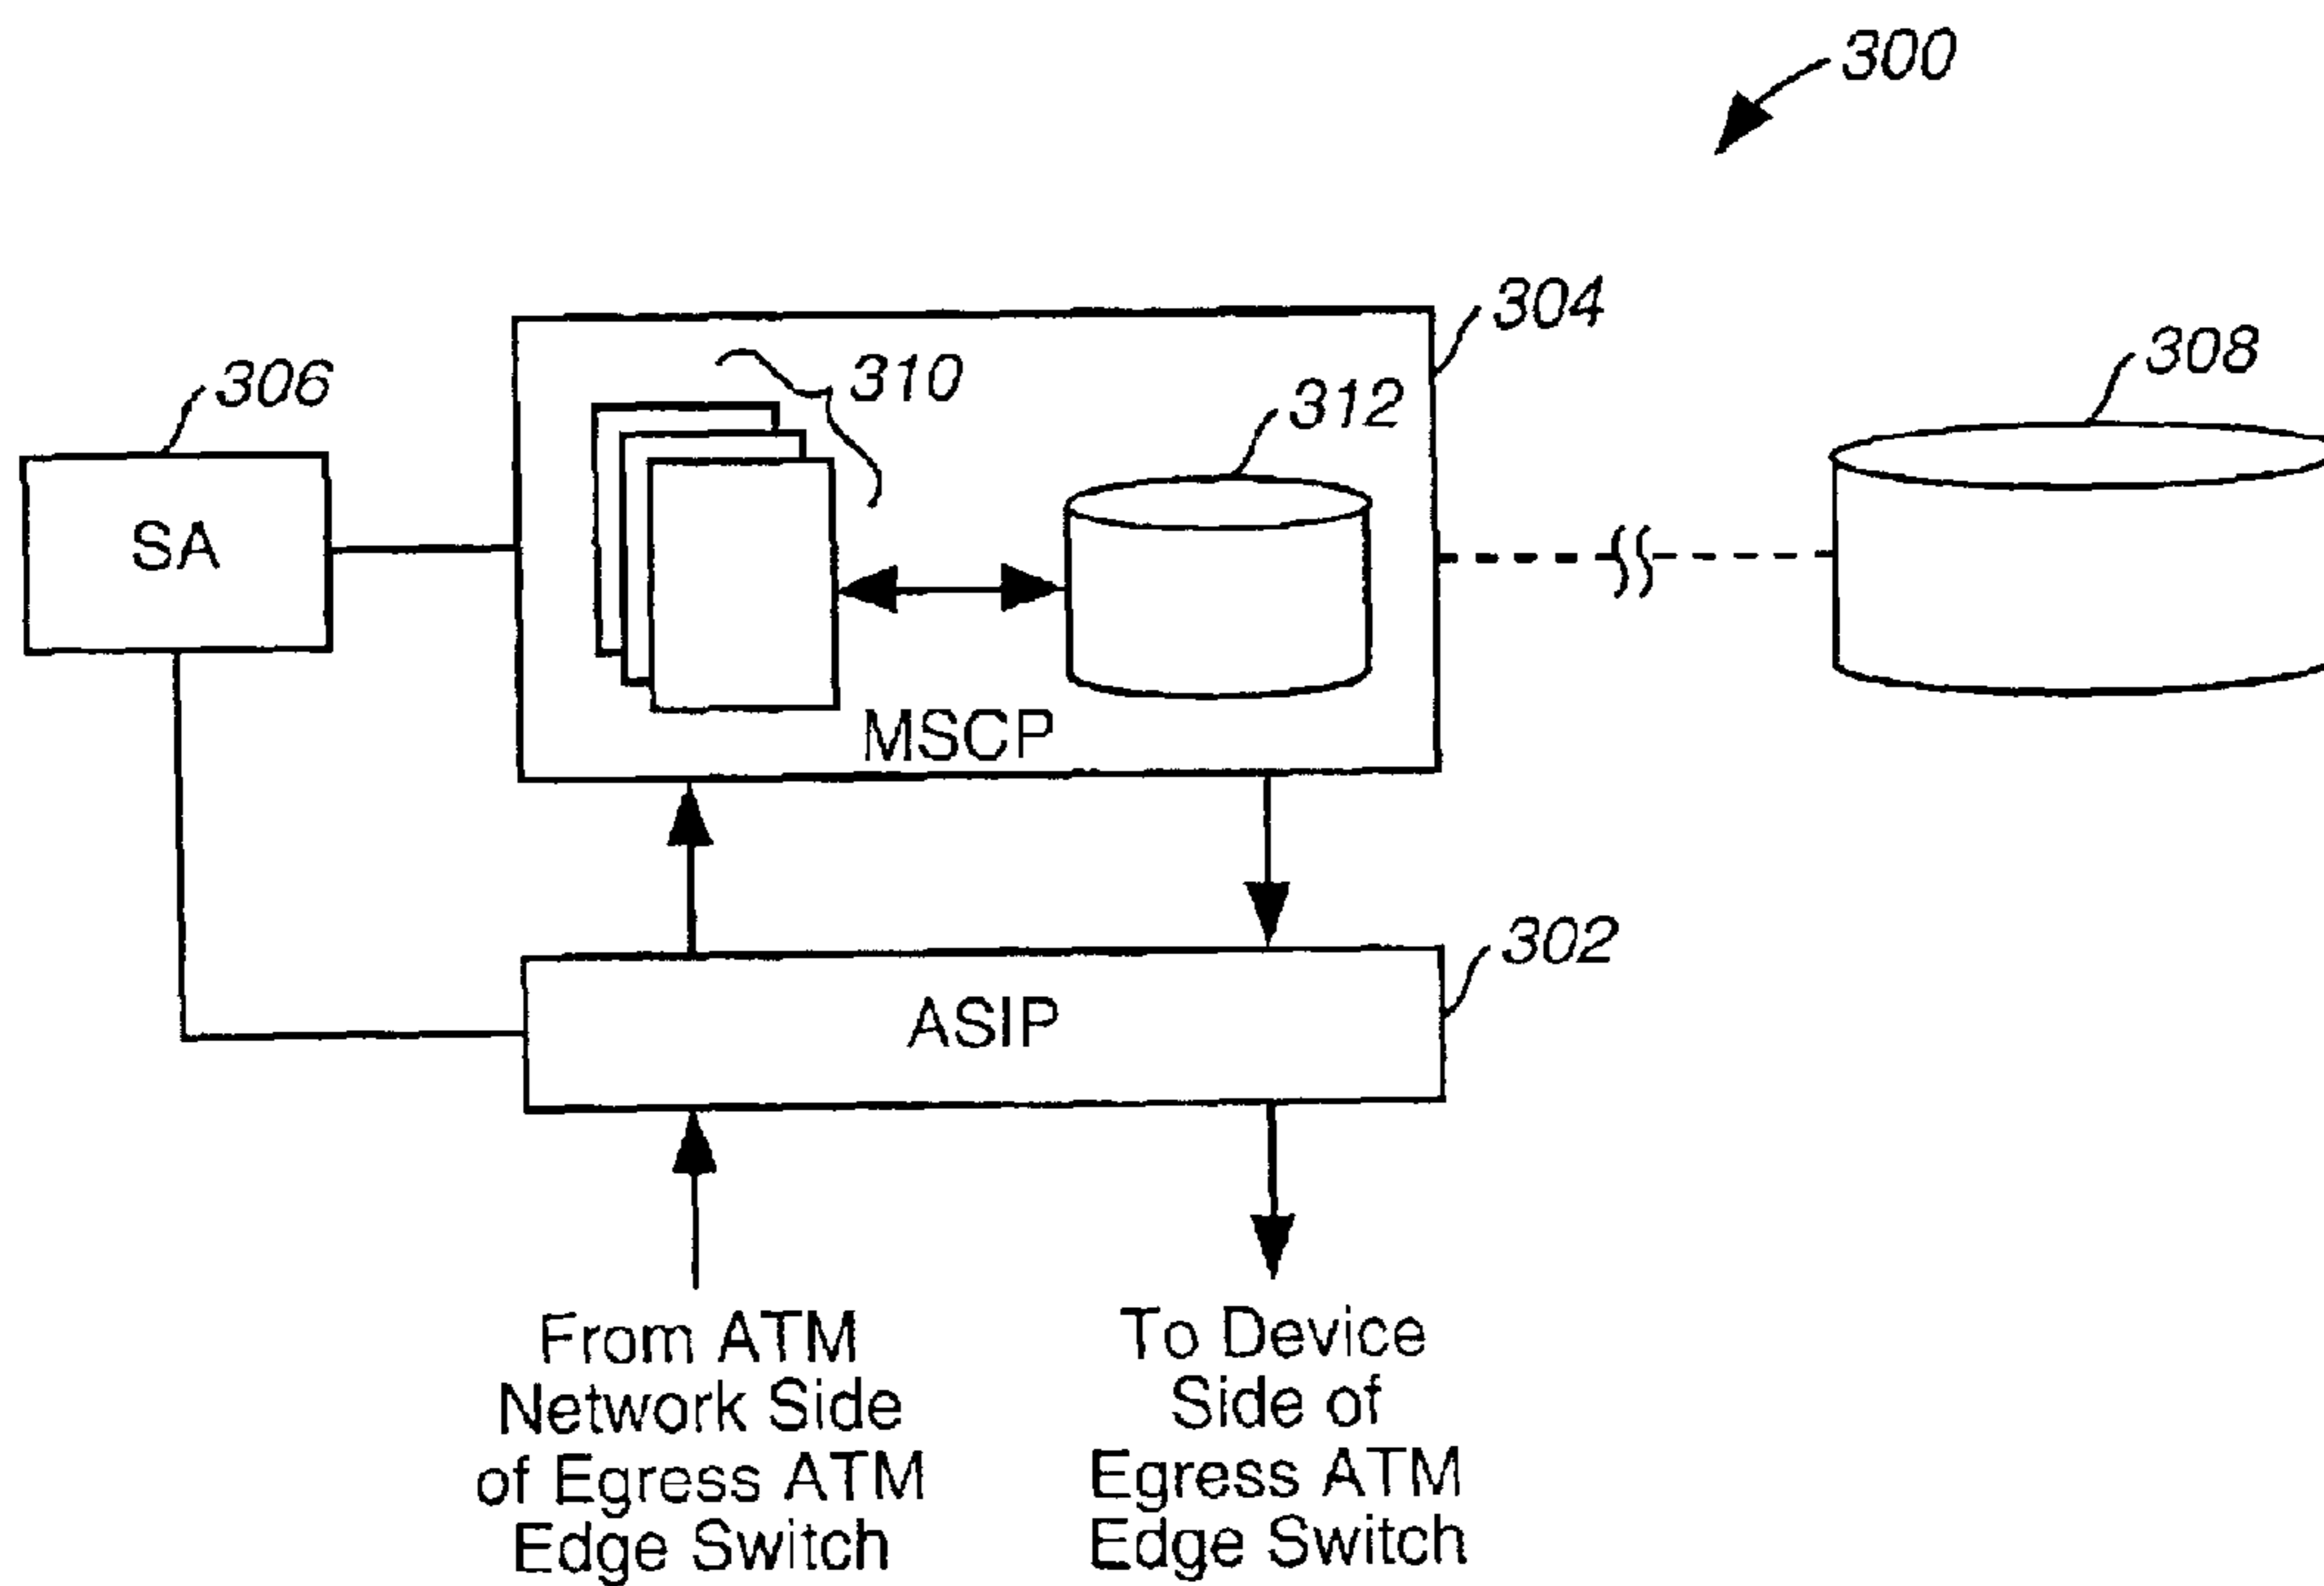 300
304
308
310
306
312
SA
MSCP
302
ASIP
From ATM
Network Side
of Egress ATM
Edge Switch
To Device
Side of
Egress ATM
Edge Switch